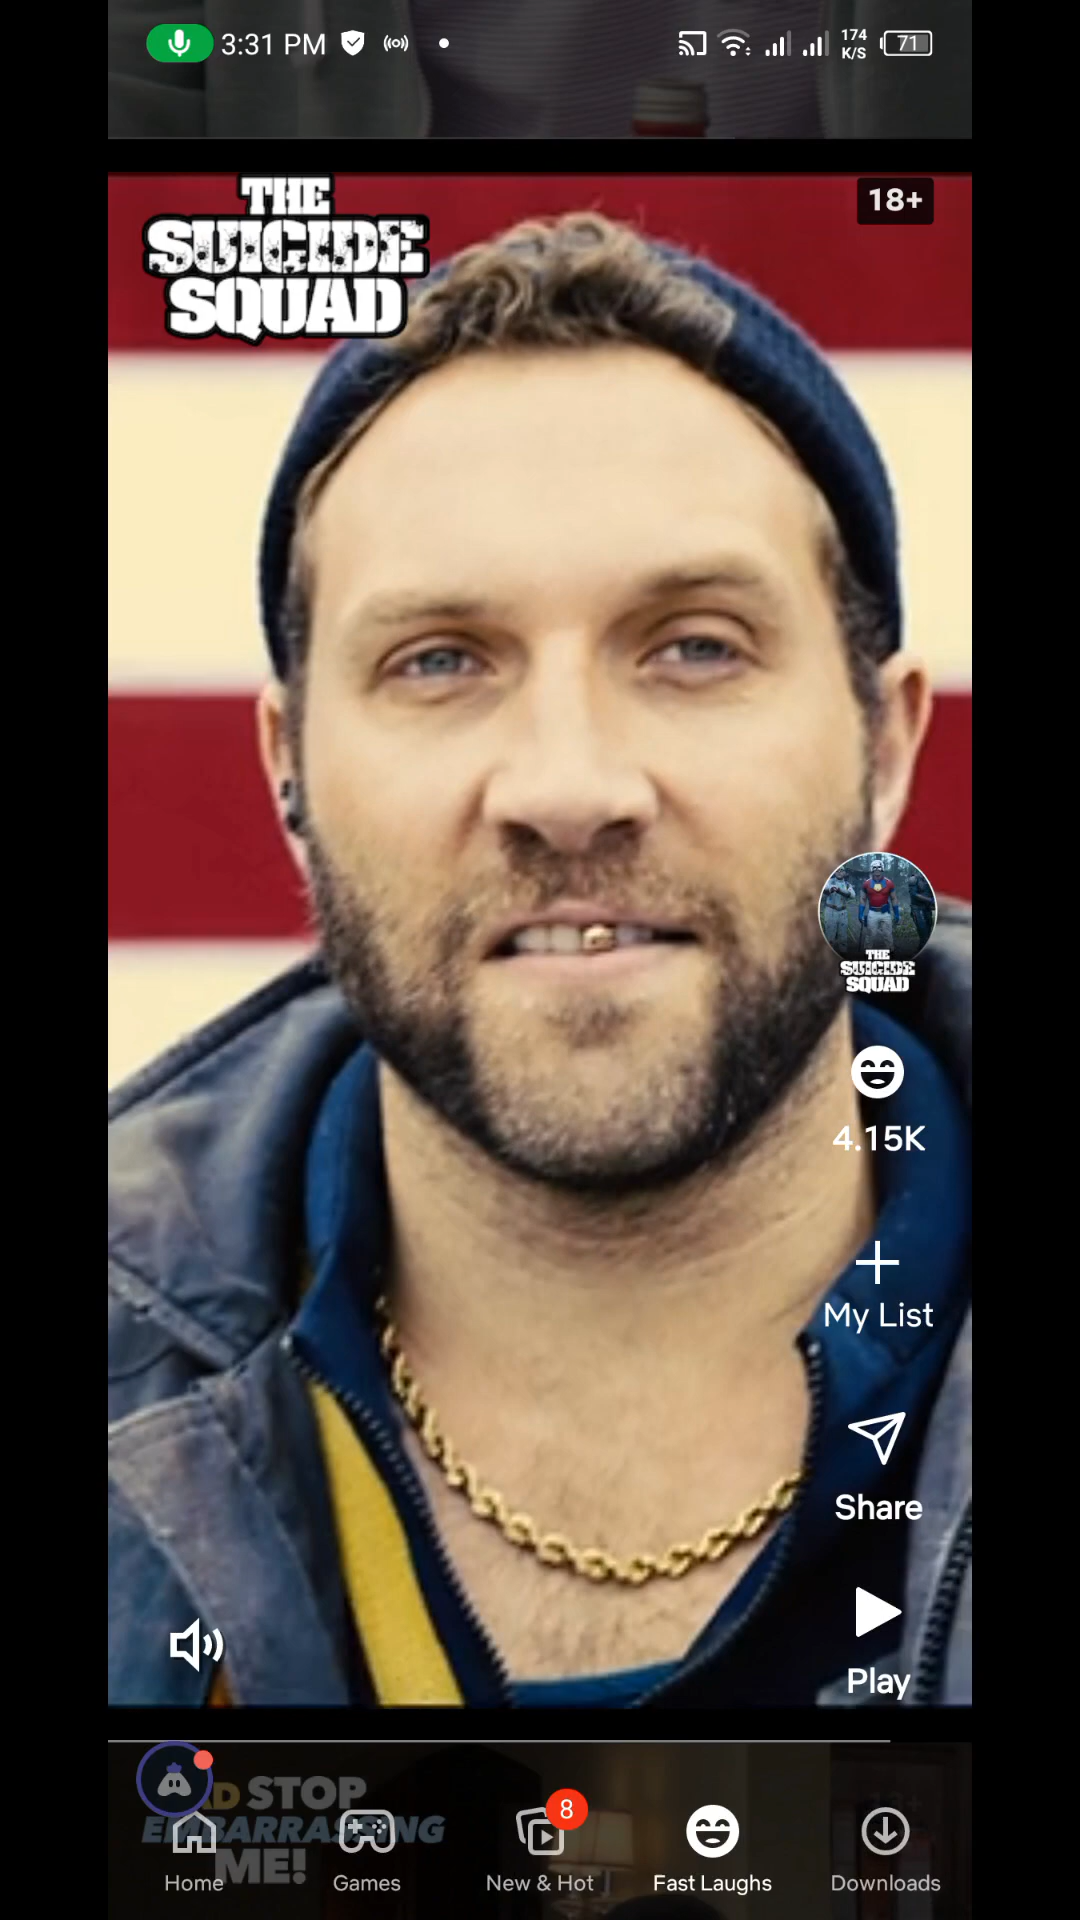 3:31 PM
174
K/S
71
THE
SUICIDE
SQUAD
18+
THE
SUICIDE
SQUAD
4.15K
My List
Share
Play
STOP
EMBARRASSING
ME!
8
Home
Games
New & Hot
Fast Laughs
Downloads